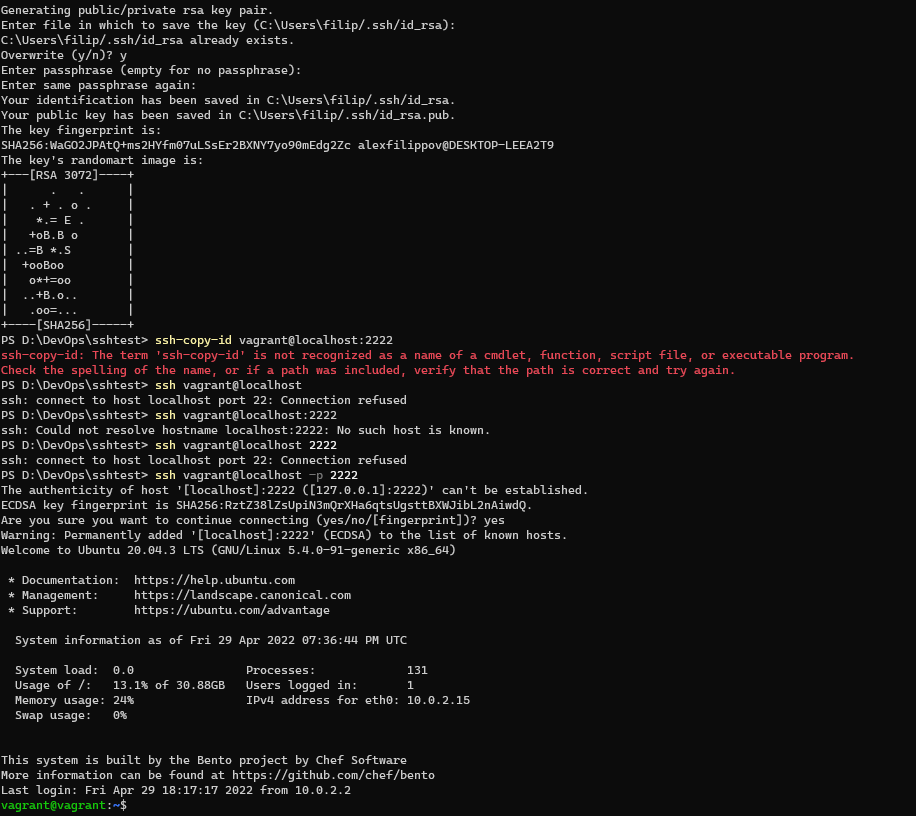 Generating public/private rsa key pair.
Enter file in which to save the key (C:\Users\filip/.ssh/id_rsa):
C:\Users\filip/.ssh/id_rsa already exists.
Overwrite (y/n)? y
Enter passphrase (empty for no passphrase):
Enter same passphrase again:
Your identification has been saved in C:\Users\filip/.ssh/id_rsa.
Your public key has been saved in C:\Users\filip/.ssh/id_rsa.pub.
The key fingerprint is:
SHA256:WaGO2JPAtQ+ms2HYfm07uLSsEr2BXNY7yo90mEdg2Zc alexfilippov@DESKTOP-LEEA2T9
The key's randomart image is:
+---[RSA 3072]----+
|      .   .      |
|   . + . o .     |
|    *.= E .      |
|   +oB.B o       |
| ..=B *.S        |
|  +ooBoo         |
|   o*+=oo        |
|  ..+B.o..       |
|   .oo=...       |
+----[SHA256]-----+
PS D:\DevOps\sshtest> ssh-copy-id vagrant@localhost:2222
ssh-copy-id: The term 'ssh-copy-id' is not recognized as a name of a cmdlet, function, script file, or executable program.
Check the spelling of the name, or if a path was included, verify that the path is correct and try again.
PS D:\DevOps\sshtest> ssh vagrant@localhost
ssh: connect to host localhost port 22: Connection refused
PS D:\DevOps\sshtest> ssh vagrant@localhost:2222
ssh: Could not resolve hostname localhost:2222: No such host is known.
PS D:\DevOps\sshtest> ssh vagrant@localhost 2222
ssh: connect to host localhost port 22: Connection refused
PS D:\DevOps\sshtest> ssh vagrant@localhost -p 2222
The authenticity of host '[localhost]:2222 ([127.0.0.1]:2222)' can't be established.
ECDSA key fingerprint is SHA256:RztZ38lZsUpiN3mQrXHa6qtsUgsttBXWJibL2nAiwdQ.
Are you sure you want to continue connecting (yes/no/[fingerprint])? yes
Warning: Permanently added '[localhost]:2222' (ECDSA) to the list of known hosts.
Welcome to Ubuntu 20.04.3 LTS (GNU/Linux 5.4.0-91-generic x86_64)

 * Documentation:  https://help.ubuntu.com
 * Management:     https://landscape.canonical.com
 * Support:        https://ubuntu.com/advantage

  System information as of Fri 29 Apr 2022 07:36:44 PM UTC

  System load:  0.0                Processes:             131
  Usage of /:   13.1% of 30.88GB   Users logged in:       1
  Memory usage: 24%                IPv4 address for eth0: 10.0.2.15
  Swap usage:   0%

This system is built by the Bento project by Chef Software
More information can be found at https://github.com/chef/bento
Last login: Fri Apr 29 18:17:17 2022 from 10.0.2.2
vagrant@vagrant:~$